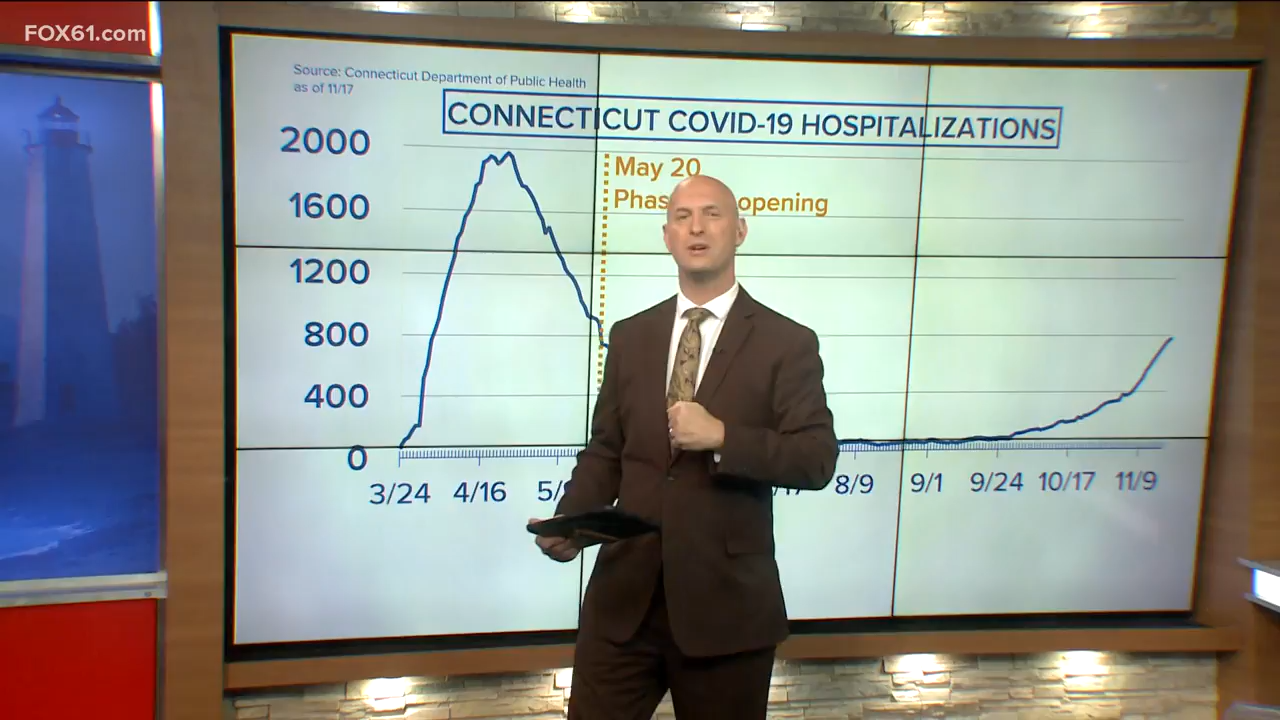 FOX61.com
Source: Connecticut Department of Public Health
as of 11/17
CONNECTICUT COVID-19 HOSPITALIZATIONS
2000
1600
1200
800
400
0
May 20
opening
3/24 4/16 8/9 9/1 9/24 10/17 11/9